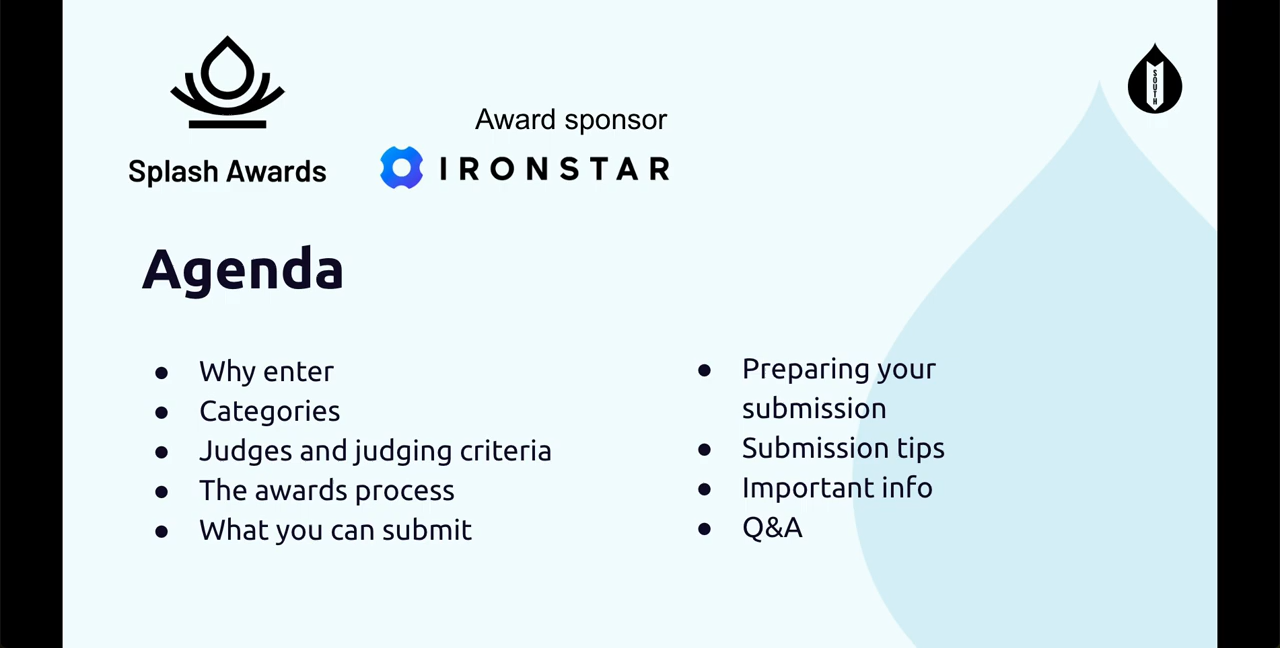 Splash Awards
Award sponsor
IRONSTAR
SOUTH
Agenda
● Why enter
● Categories
● Judges and judging criteria
● The awards process
● What you can submit
● Preparing your
submission
● Submission tips
● Important info
● Q&A